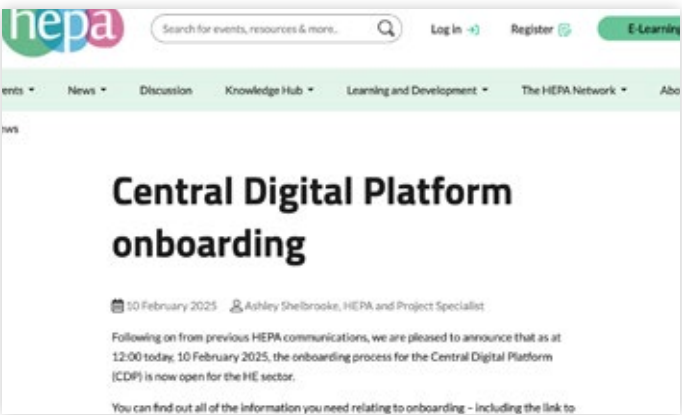 hepa
Search for events, resources & more..
Log in
Register
E-Learning
ents
News
Discussion
Knowledge Hub
Learning and Development
The HEPA Network
Abo
ews
Central Digital Platform
onboarding
10 February 2025 Ashley Shelbrooke, HEPA and Project Specialist
Following on from previous HEPA communications, we are pleased to announce that as at
12:00 today, 10 February 2025, the onboarding process for the Central Digital Platform
(CDP) is now open for the HE sector.
You can find out all of the information you need relating to onboarding – including the link to